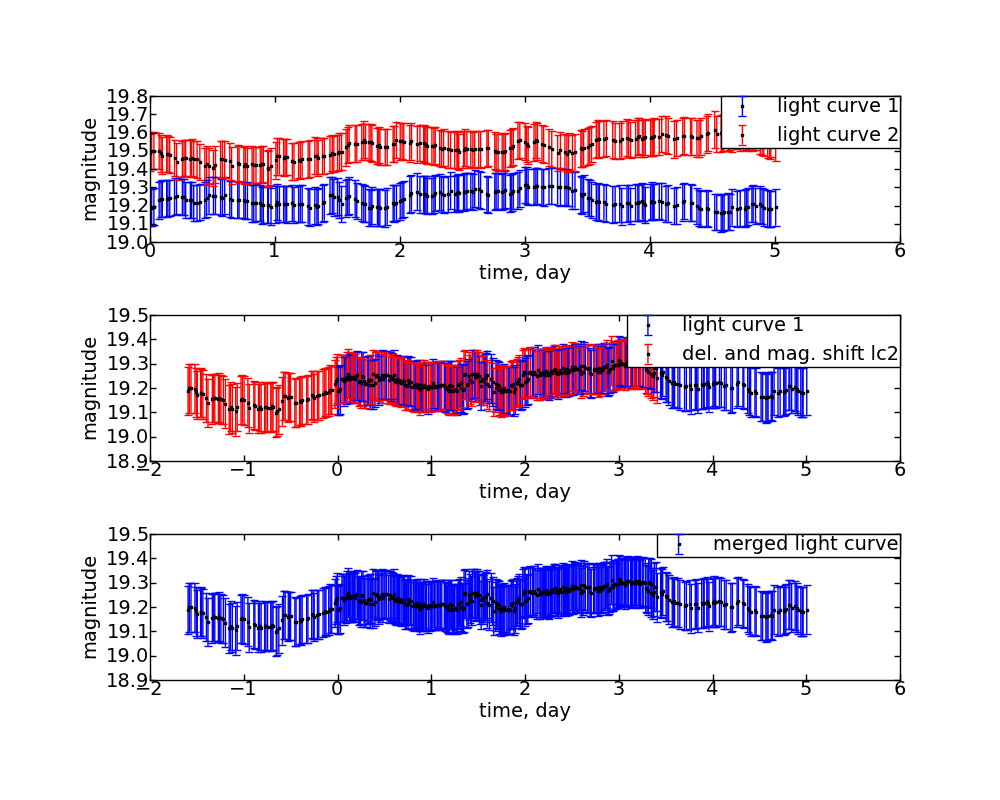 19.8
19.7
19.6
19.5
19.4
19.3
19.2
19.1
19.0
magnitude
light curve 1
light curve 2
0 1 2 3 4 5 6
time, day
19.5
19.4
19.3
19.2
19.1
19.0
18.9
magnitude
light curve 1
del. and mag. shift lc2
−2 −1 0 1 2 3 4 5 6
time, day
19.5
19.4
19.3
19.2
19.1
19.0
18.9
magnitude
merged light curve
−2 −1 0 1 2 3 4 5 6
time, day